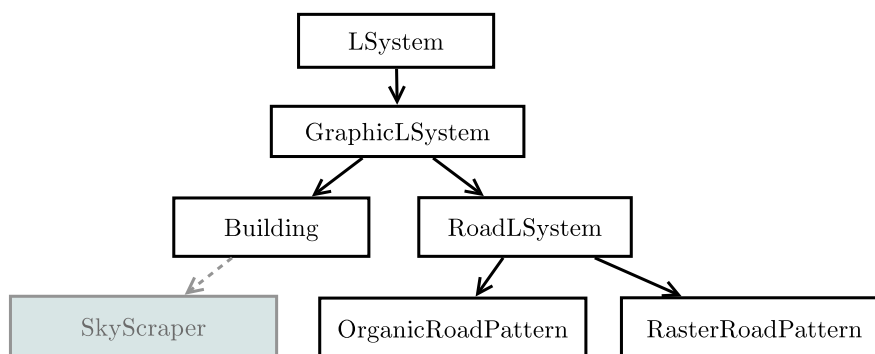 LSystem
GraphicLSystem
Building
RoadLSystem
SkyScraper
OrganicRoadPattern
RasterRoadPattern